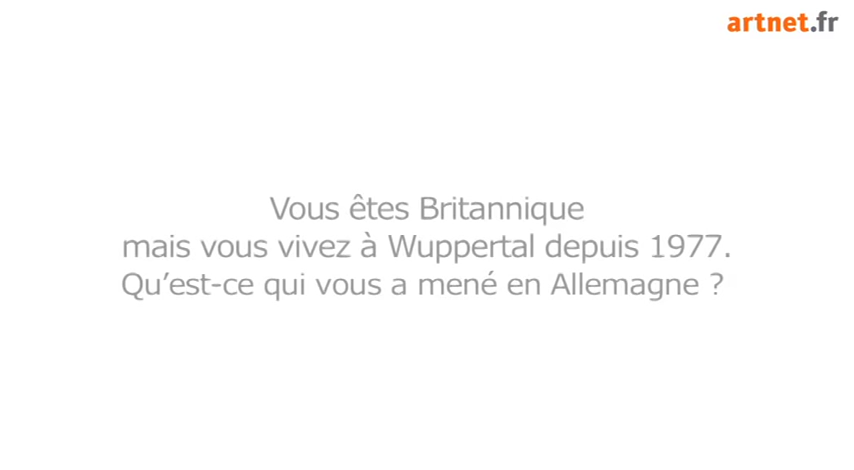 artnet.fr
Vous êtes Britannique
mais vous vivez à Wuppertal depuis 1977.
Qu’est-ce qui vous a mené en Allemagne ?